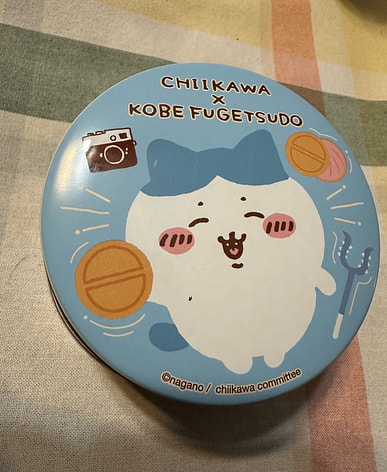 CHIIKAWA
×
KOBE FUGETSUDO
©nagano / chiikawa committee